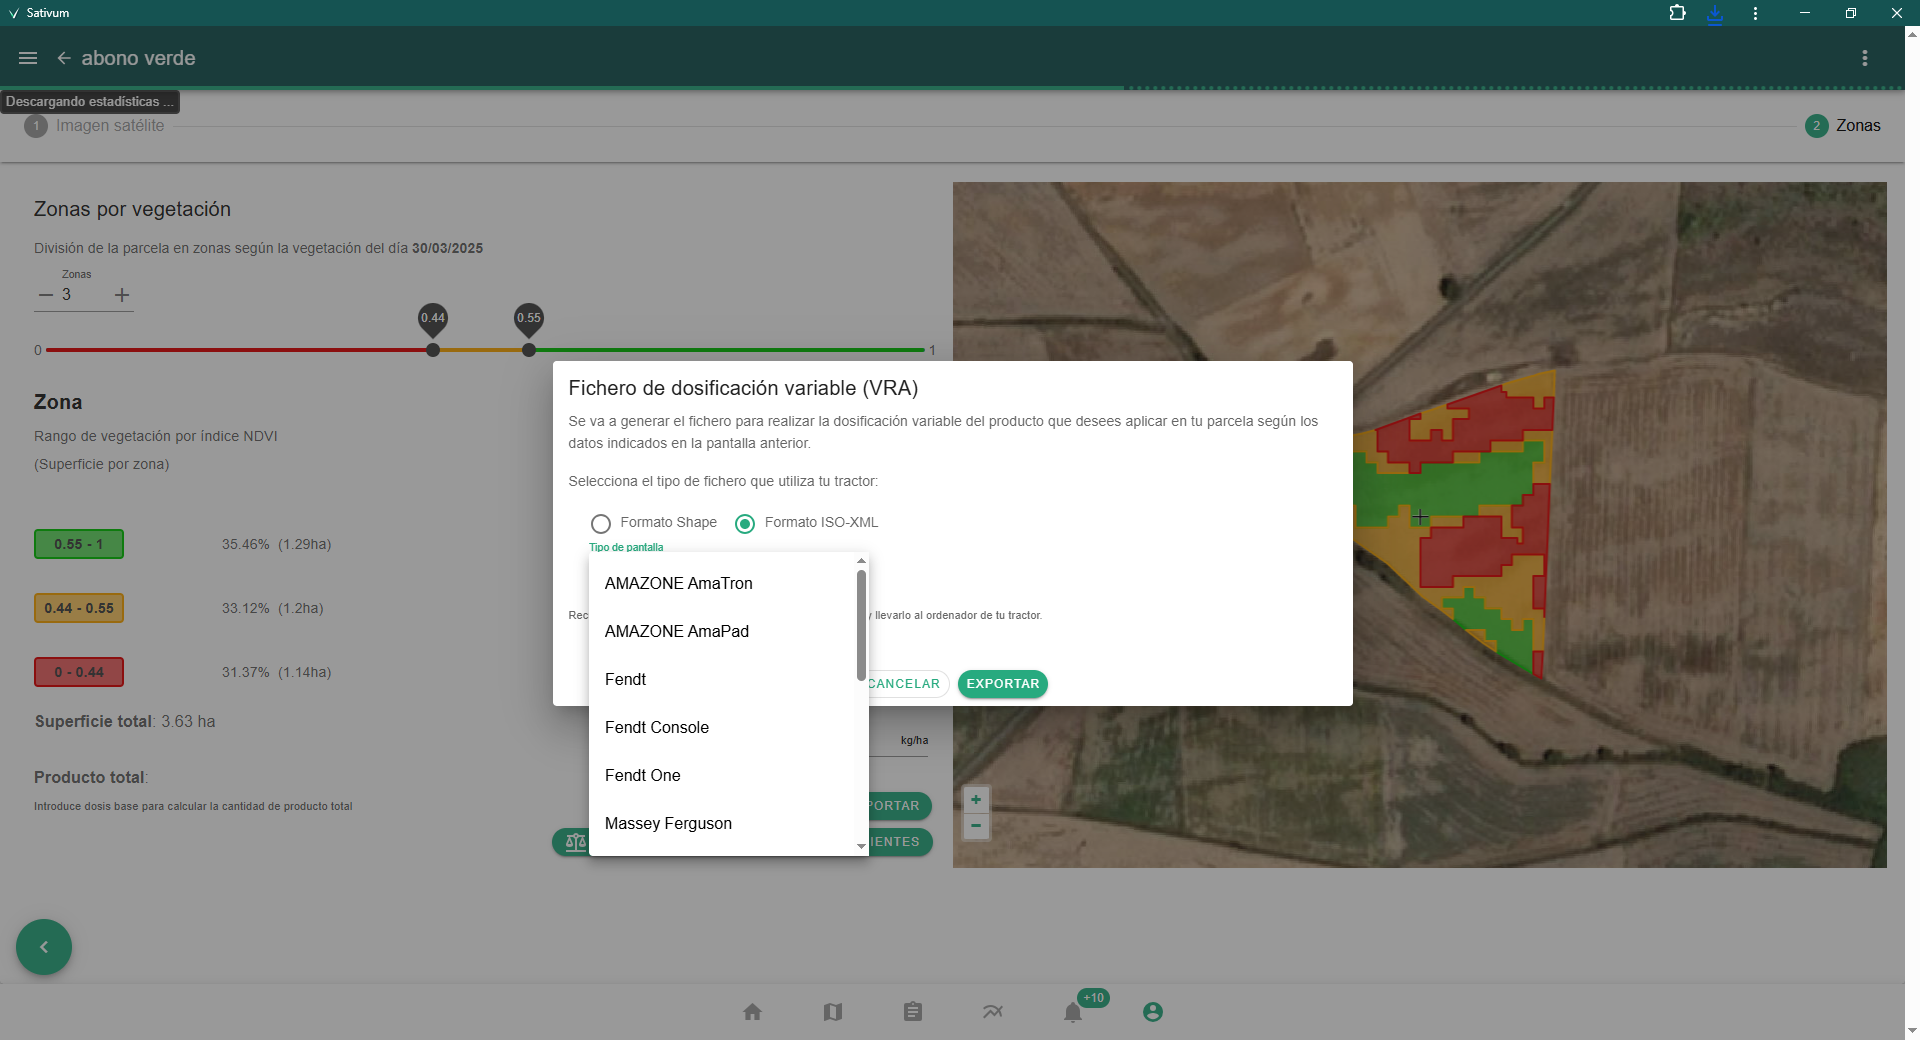 Sativum
abono verde
Descargando estadísticas ...
1 Imagen satélite
2 Zonas
Zonas por vegetación
División de la parcela en zonas según la vegetación del día 30/03/2025
Zonas
3
0.44
0.55
0
1
Zona
Rango de vegetación por índice NDVI
(Superficie por zona)
0.55 - 1
35.46% (1.29ha)
0.44 - 0.55
33.12% (1.2ha)
0 - 0.44
31.37% (1.14ha)
Superficie total: 3.63 ha
Producto total:
Introduce dosis base para calcular la cantidad de producto total
Fichero de dosificación variable (VRA)
Se va a generar el fichero para realizar la dosificación variable del producto que desees aplicar en tu parcela según los
datos indicados en la pantalla anterior.
Selecciona el tipo de fichero que utiliza tu tractor:
Formato Shape
Formato ISO-XML
Tipo de pantalla
AMAZONE AmaTron
AMAZONE AmaPad
Fendt
Fendt Console
Fendt One
Massey Ferguson
Rec
y llevarlo al ordenador de tu tractor.
CANCELAR
EXPORTAR
kg/ha
PORTAR
IENTES
+
−
+10